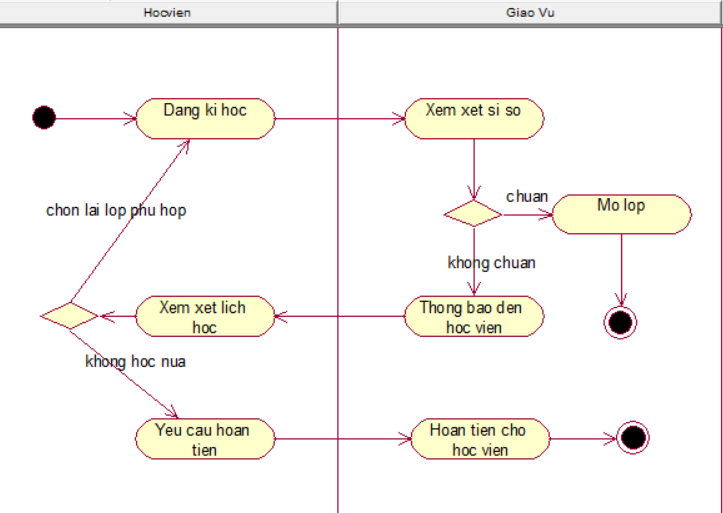 Hocvien
Giao Vu
Dang ki hoc
Xem xet si so
chuan
Mo lop
chon lai lop phu hop
khong chuan
Xem xet lich
hoc
Thong bao den
hoc vien
khong hoc nua
Yeu cau hoan
tien
Hoan tien cho
hoc vien